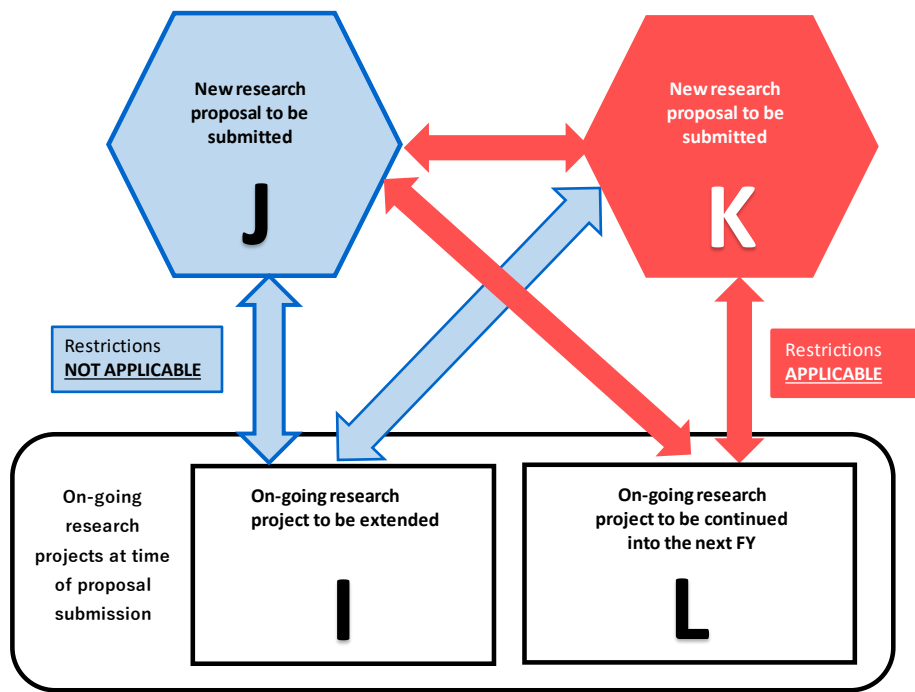 New research
proposal to be
submitted
J
New research
proposal to be
submitted
K
Restrictions
NOT APPLICABLE
Restrictions
APPLICABLE
On-going
research
projects at time
of proposal
submission
On-going research
project to be extended
I
On-going research
project to be continued
into the next FY
L